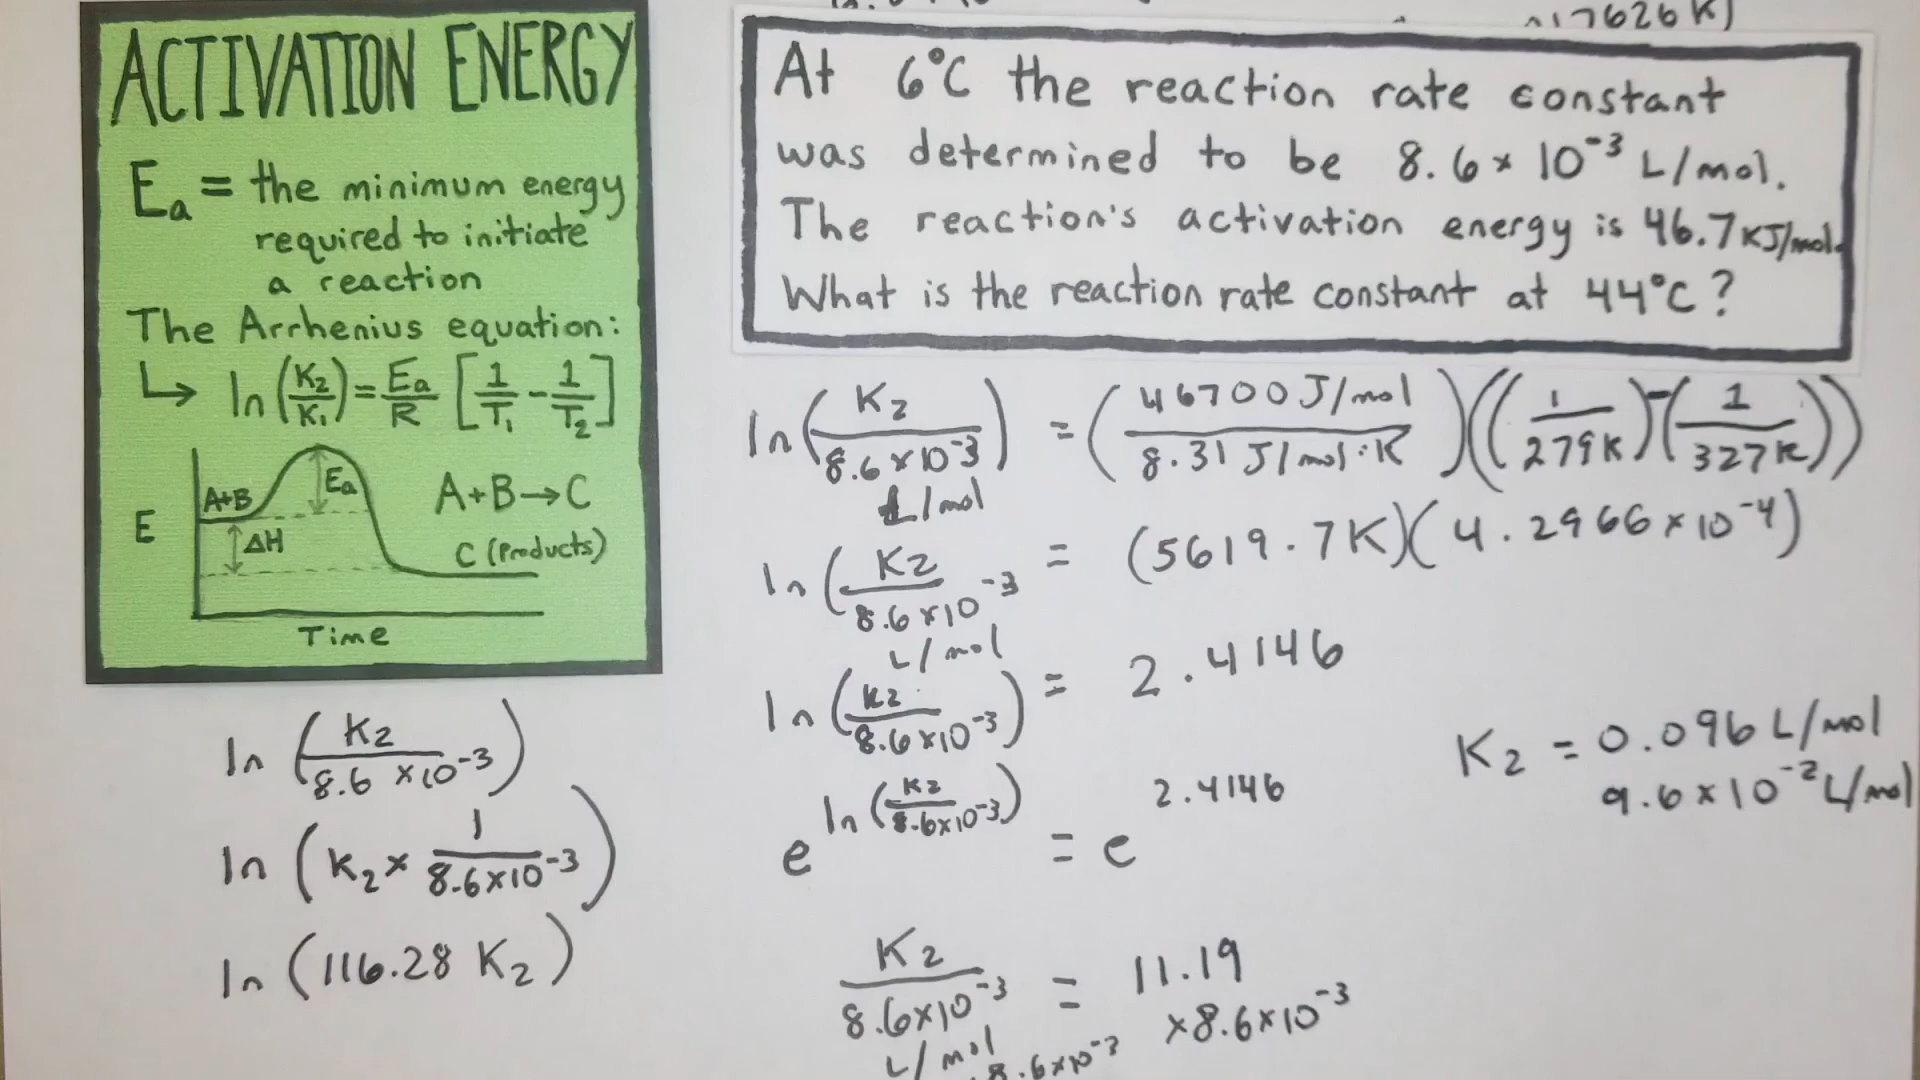 ACTIVATION ENERGY
Ea = the minimum energy
required to initiate
a reaction
The Arrhenius equation:
↳ ln(K2/K1) = Ea/R [1/T1 - 1/T2]
A+B
Ea
A+B→C
E
ΔH
C (Products)
Time
ln (K2 / 8.6 ×10-3)
ln (K2 × 1 / 8.6×10-3)
ln (116.28 K2)
17626K)
At 6°C the reaction rate constant
was determined to be 8.6 × 10-3 L/mol.
The reaction's activation energy is 46.7 KJ/mol.
What is the reaction rate constant at 44°C?
ln (K2 / 8.6 ×10-3 L/mol) = (46700 J/mol / 8.31 J/mol·K) ((1 / 279K) - (1 / 327K))
ln (K2 / 8.6 ×10-3 L/mol = (5619.7K)(4.2966 × 10-4)
ln (K2 / 8.6×10-3) = 2.4146
e ln (K2 / 8.6×10-3) = e 2.4146
K2 / 8.6×10-3 L/mol = 11.19
×8.6×10-3
8.6×10-3
K2 = 0.096 L/mol
9.6 × 10-2 L/mol